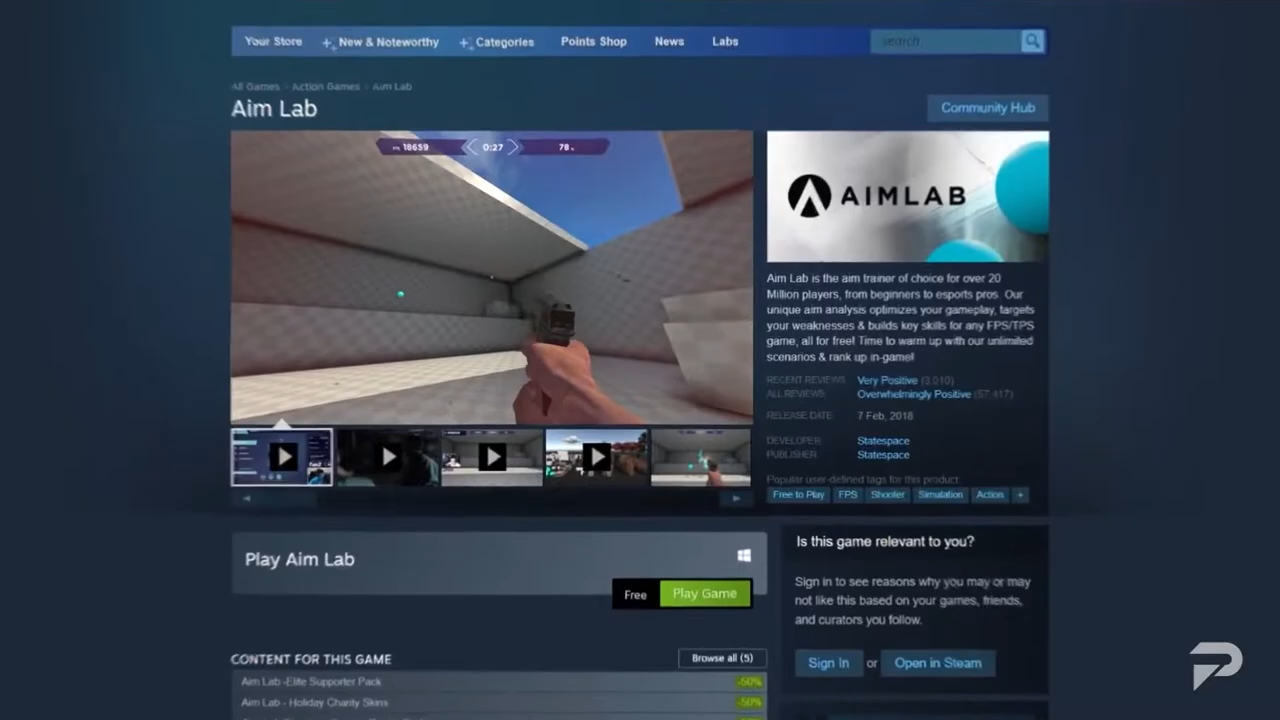 Your Store
New & Noteworthy
Categories
Points Shop
News
Labs
search
All Games > Action Games > Aim Lab
Aim Lab
Community Hub
18659
0:27
78
AIMLAB
Aim Lab is the aim trainer of choice for over 20
Million players, from beginners to esports pros. Our
unique aim analysis optimizes your gameplay, targets
your weaknesses & builds key skills for any FPS/TPS
game, all for free! Time to warm up with our unlimited
scenarios & rank up in-game!
RECENT REVIEWS: Very Positive (3,010)
ALL REVIEWS: Overwhelmingly Positive (57,417)
RELEASE DATE: 7 Feb, 2018
DEVELOPER: Statespace
PUBLISHER: Statespace
Popular user-defined tags for this product:
Free to Play FPS Shooter Simulation Action +
Play Aim Lab
Free
Play Game
Is this game relevant to you?
Sign in to see reasons why you may or may
not like this based on your games, friends,
and curators you follow.
Sign In or Open in Steam
CONTENT FOR THIS GAME
Browse all (5)
Aim Lab -Elite Supporter Pack -50%
Aim Lab - Holiday Charity Skins -50%